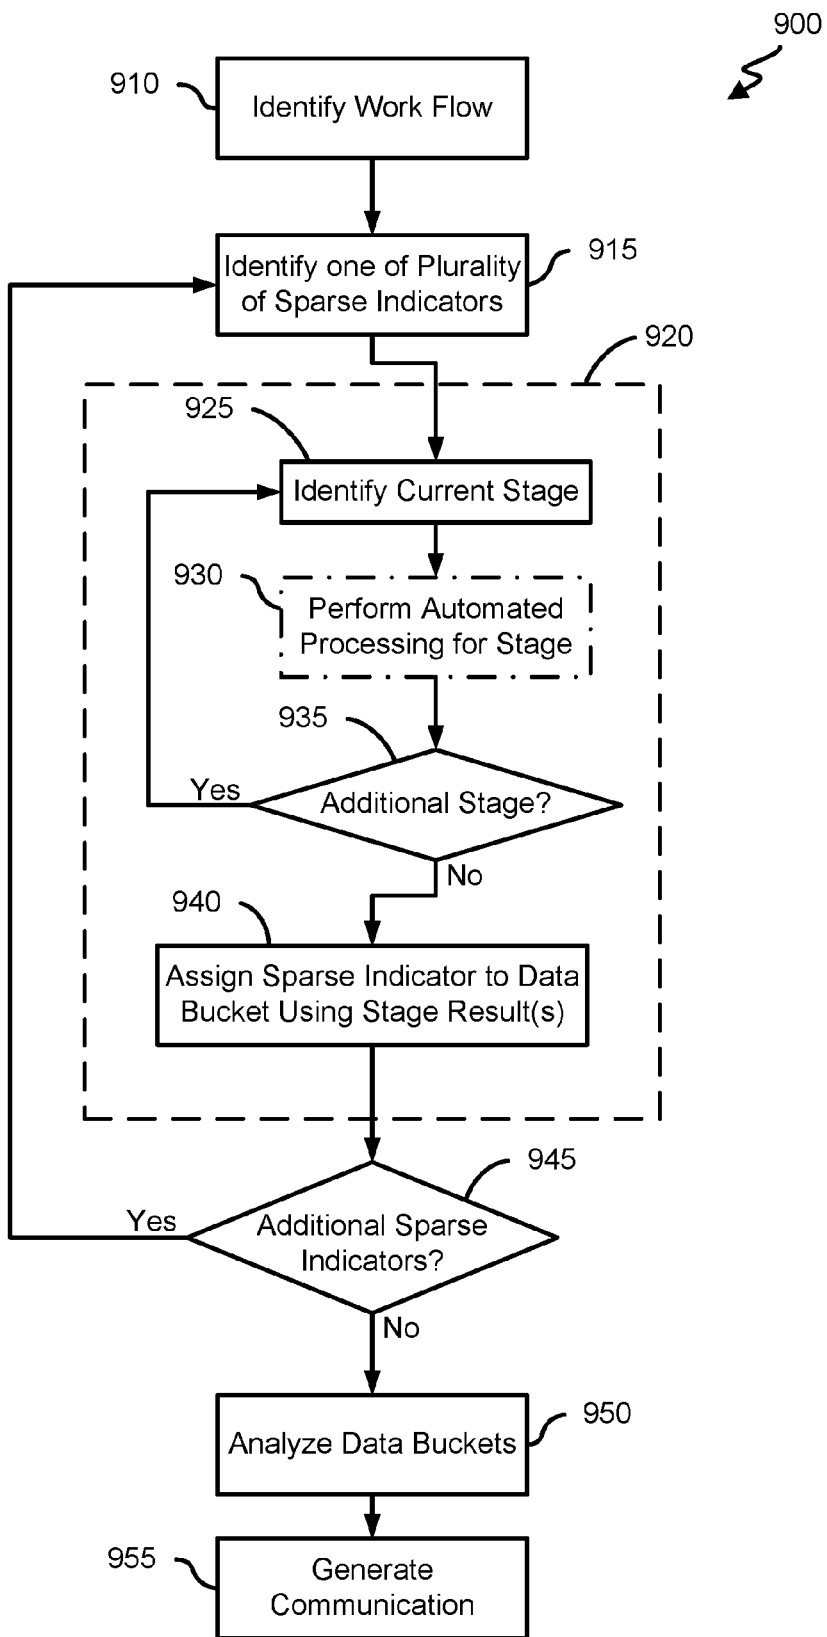 900
910
Identify Work Flow
915
Identify one of Plurality
of Sparse Indicators
920
925
Identify Current Stage
930
Perform Automated
Processing for Stage
935
Yes
Additional Stage?
No
940
Assign Sparse Indicator to Data
Bucket Using Stage Result(s)
945
Yes
Additional Sparse
Indicators?
No
950
Analyze Data Buckets
955
Generate
Communication